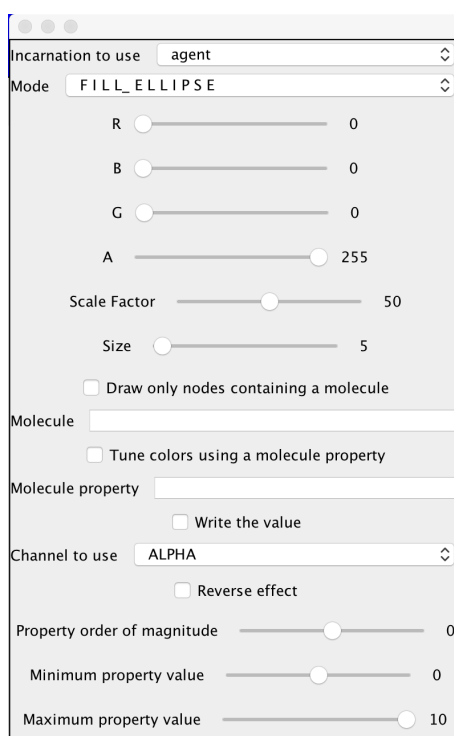 Incarnation to use agent
Mode FILL_ELLIPSE
R 0
B 0
G 0
A 255
Scale Factor 50
Size 5
Draw only nodes containing a molecule
Molecule
Tune colors using a molecule property
Molecule property
Write the value
Channel to use ALPHA
Reverse effect
Property order of magnitude 0
Minimum property value 0
Maximum property value 10